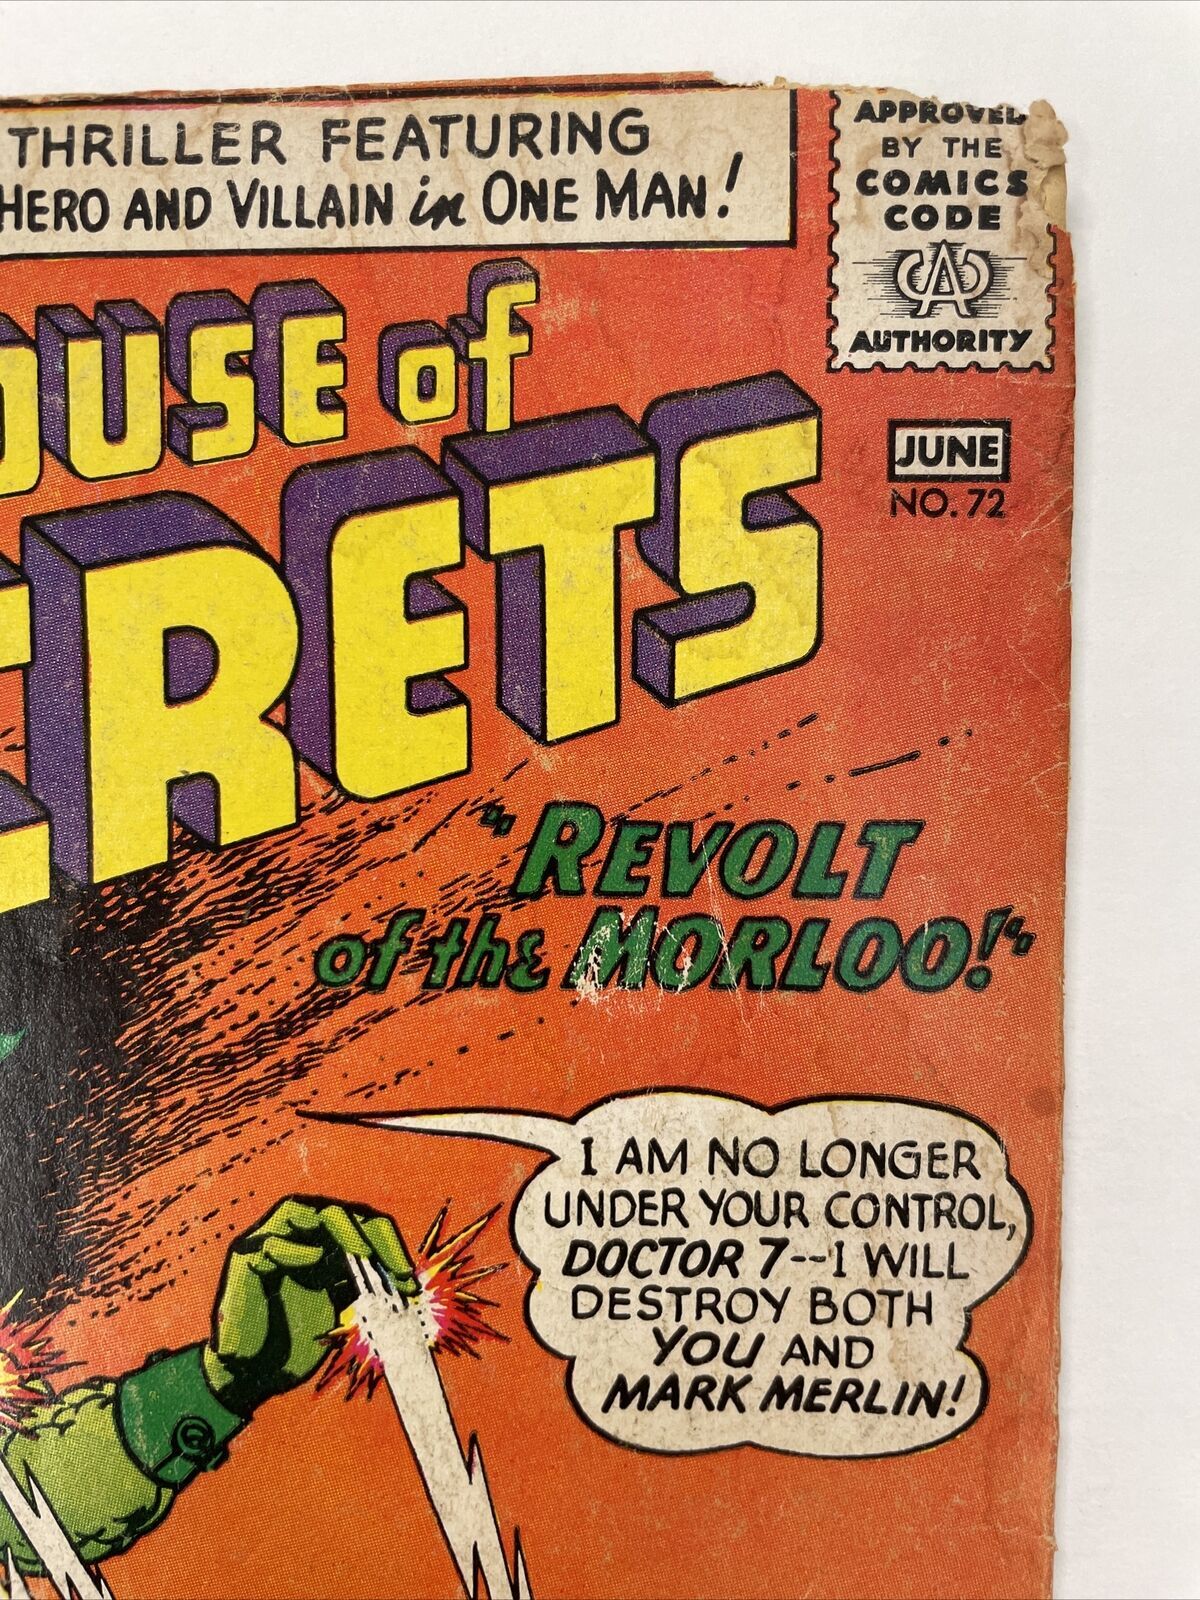 THRILLER FEATURING
HERO AND VILLAIN in ONE MAN!
APPROVED
BY THE
COMICS
CODE
CA
AUTHORITY
OUSE of
ERETS
JUNE
NO. 72
"REVOLT
of the MORLOO!"
I AM NO LONGER
UNDER YOUR CONTROL,
DOCTOR 7--I WILL
DESTROY BOTH
YOU AND
MARK MERLIN!